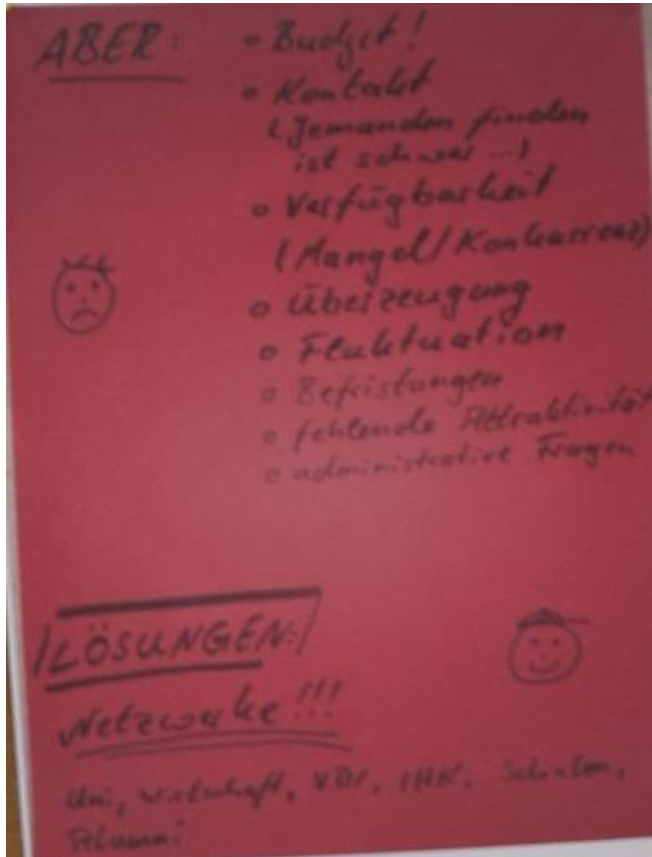 ABER: o Budget!
o Kontakt
(Jemanden finden
ist schwer ...)
o Verfügbarkeit
(Mangel/Konkurrenz)
o Überzeugung
o Fluktuation
o Befristungen
o fehlende Attraktivität
o administrative Fragen
LÖSUNGEN:
Netzwerke !!!
Uni, Wirtschaft, VDI, IHK, Schulen,
Alumni